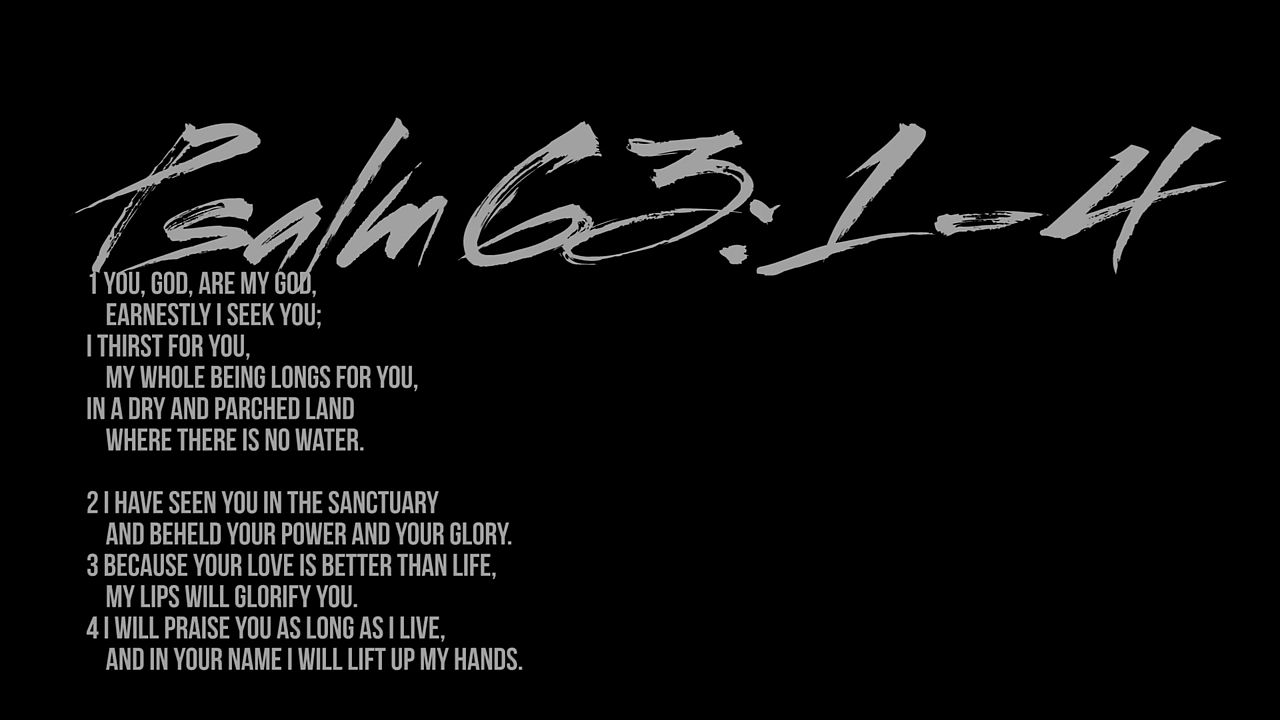 Psalm 63:1-4
1 YOU, GOD, ARE MY GOD,
EARNESTLY I SEEK YOU;
I THIRST FOR YOU,
MY WHOLE BEING LONGS FOR YOU,
IN A DRY AND PARCHED LAND
WHERE THERE IS NO WATER.
2 I HAVE SEEN YOU IN THE SANCTUARY
AND BEHELD YOUR POWER AND YOUR GLORY.
3 BECAUSE YOUR LOVE IS BETTER THAN LIFE,
MY LIPS WILL GLORIFY YOU.
4 I WILL PRAISE YOU AS LONG AS I LIVE,
AND IN YOUR NAME I WILL LIFT UP MY HANDS.